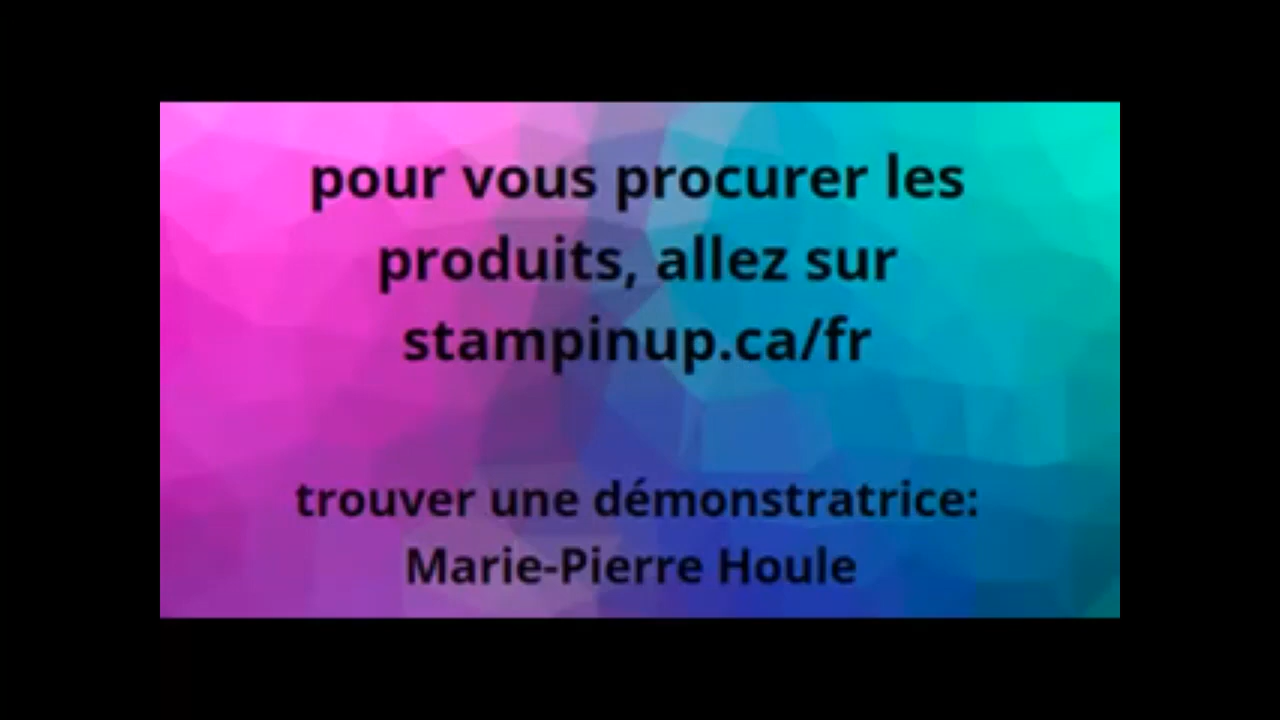 pour vous procurer les
produits, allez sur
stampinup.ca/fr
trouver une démonstratrice:
Marie-Pierre Houle